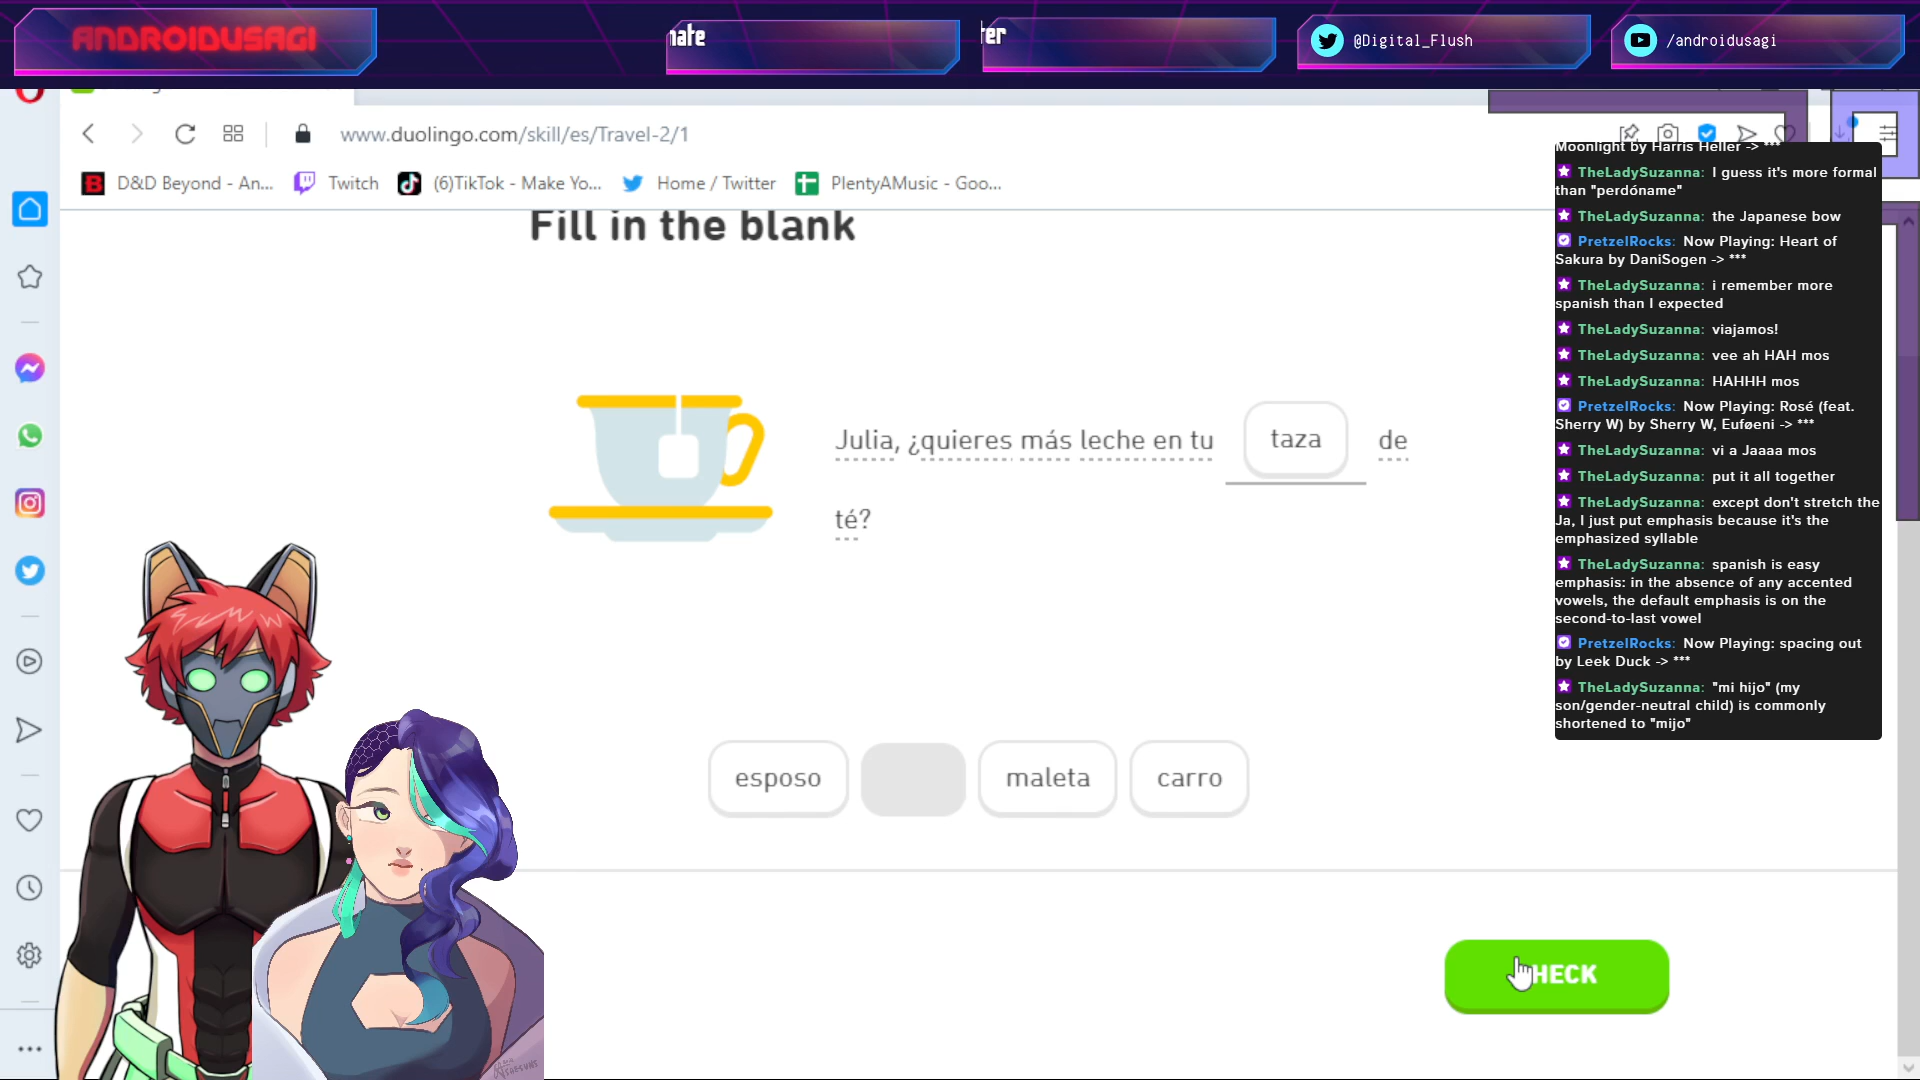 ANDROIDUSAGI
nate
ter
@Digital_Flush
/androidusagi
www.duolingo.com/skill/es/Travel-2/1
D&D Beyond - An...
Twitch
(6)TikTok - Make Yo...
Home / Twitter
PlentyAMusic - Goo...
Fill in the blank
Julia, ¿quieres más leche en tu taza de
té?
esposo
maleta
carro
HECK
Moonlight by Harris Heller -> ***
TheLadySuzanna: I guess it's more formal
than "perdóname"
TheLadySuzanna: the Japanese bow
PretzelRocks: Now Playing: Heart of
Sakura by DaniSogen -> ***
TheLadySuzanna: i remember more
spanish than I expected
TheLadySuzanna: viajamos!
TheLadySuzanna: vee ah HAH mos
TheLadySuzanna: HAHHH mos
PretzelRocks: Now Playing: Rosé (feat.
Sherry W) by Sherry W, Euføeni -> ***
TheLadySuzanna: vi a Jaaaa mos
TheLadySuzanna: put it all together
TheLadySuzanna: except don't stretch the
Ja, I just put emphasis because it's the
emphasized syllable
TheLadySuzanna: spanish is easy
emphasis: in the absence of any accented
vowels, the default emphasis is on the
second-to-last vowel
PretzelRocks: Now Playing: spacing out
by Leek Duck -> ***
TheLadySuzanna: "mi hijo" (my
son/gender-neutral child) is commonly
shortened to "mijo"